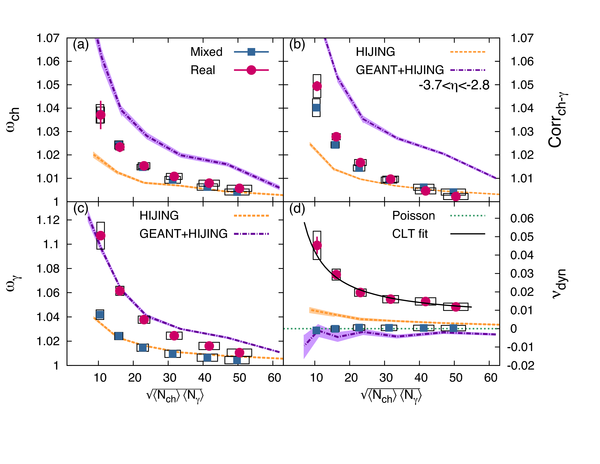 (a)
Mixed
Real
ω_ch
1.07
1.06
1.05
1.04
1.03
1.02
1.01
1
(b)
HIJING
GEANT+HIJING
-3.7<η<-2.8
Corr_ch-γ
1.07
1.06
1.05
1.04
1.03
1.02
1.01
(c)
HIJING
GEANT+HIJING
ω_γ
1.12
1.1
1.08
1.06
1.04
1.02
1
10 20 30 40 50
√⟨N_ch⟩ ⟨N_γ⟩
(d)
Poisson
CLT fit
ν_dyn
0.06
0.05
0.04
0.03
0.02
0.01
0
-0.01
-0.02
10 20 30 40 50 60
√⟨N_ch⟩ ⟨N_γ⟩